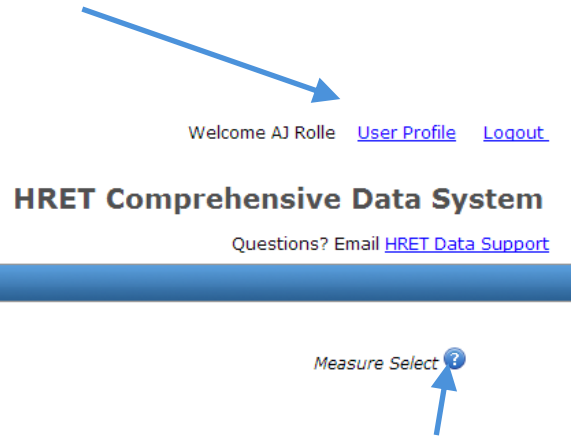 Welcome AJ Rolle User Profile Logout
HRET Comprehensive Data System
Questions? Email HRET Data Support
Measure Select ?